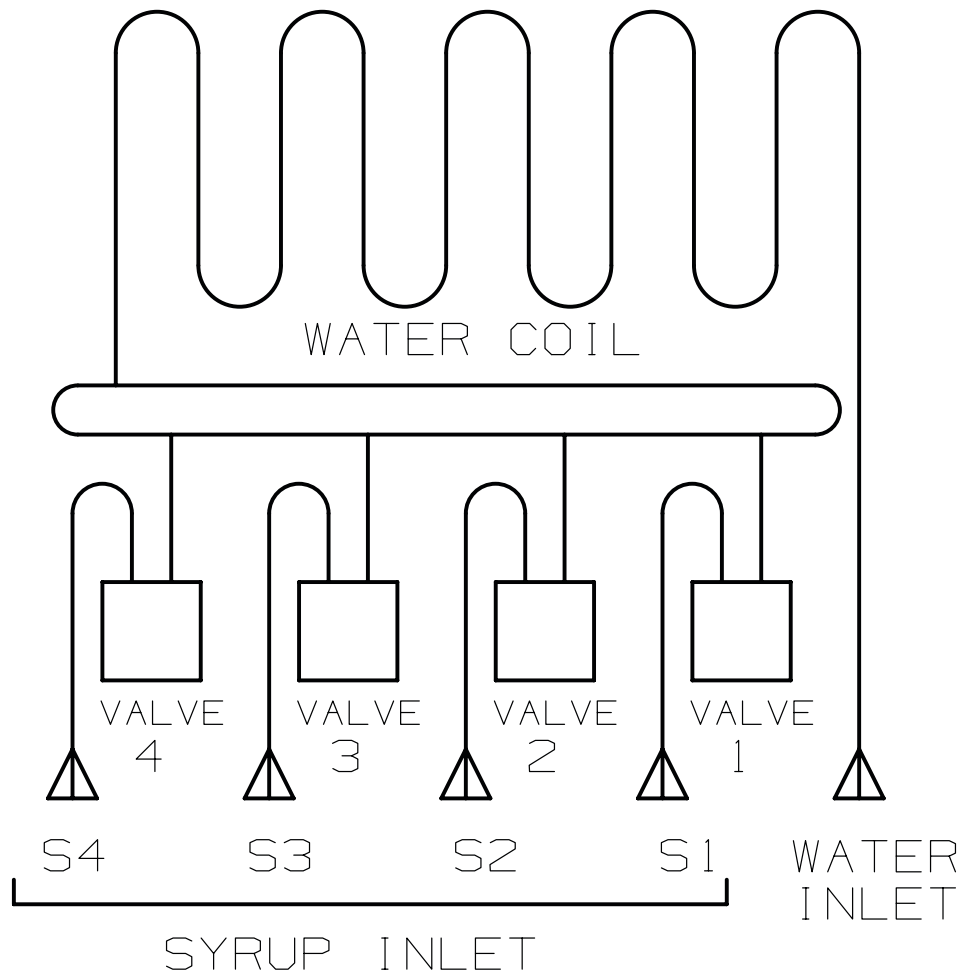 WATER COIL
VALVE
4
VALVE
3
VALVE
2
VALVE
1
S4
S3
S2
S1
WATER
INLET
SYRUP INLET